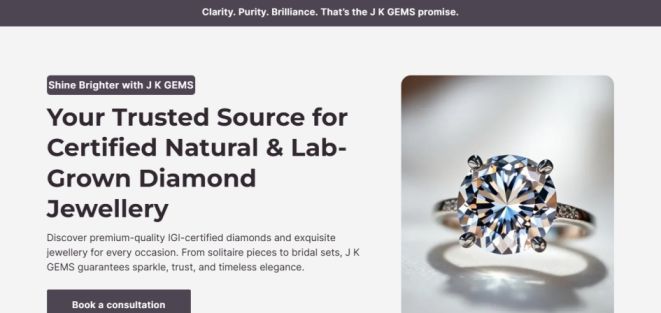 Clarity. Purity. Brilliance. That's the J K GEMS promise.
Shine Brighter with J K GEMS
Your Trusted Source for
Certified Natural & Lab-
Grown Diamond
Jewellery
Discover premium-quality IGI-certified diamonds and exquisite
jewellery for every occasion. From solitaire pieces to bridal sets, J K
GEMS guarantees sparkle, trust, and timeless elegance.
Book a consultation